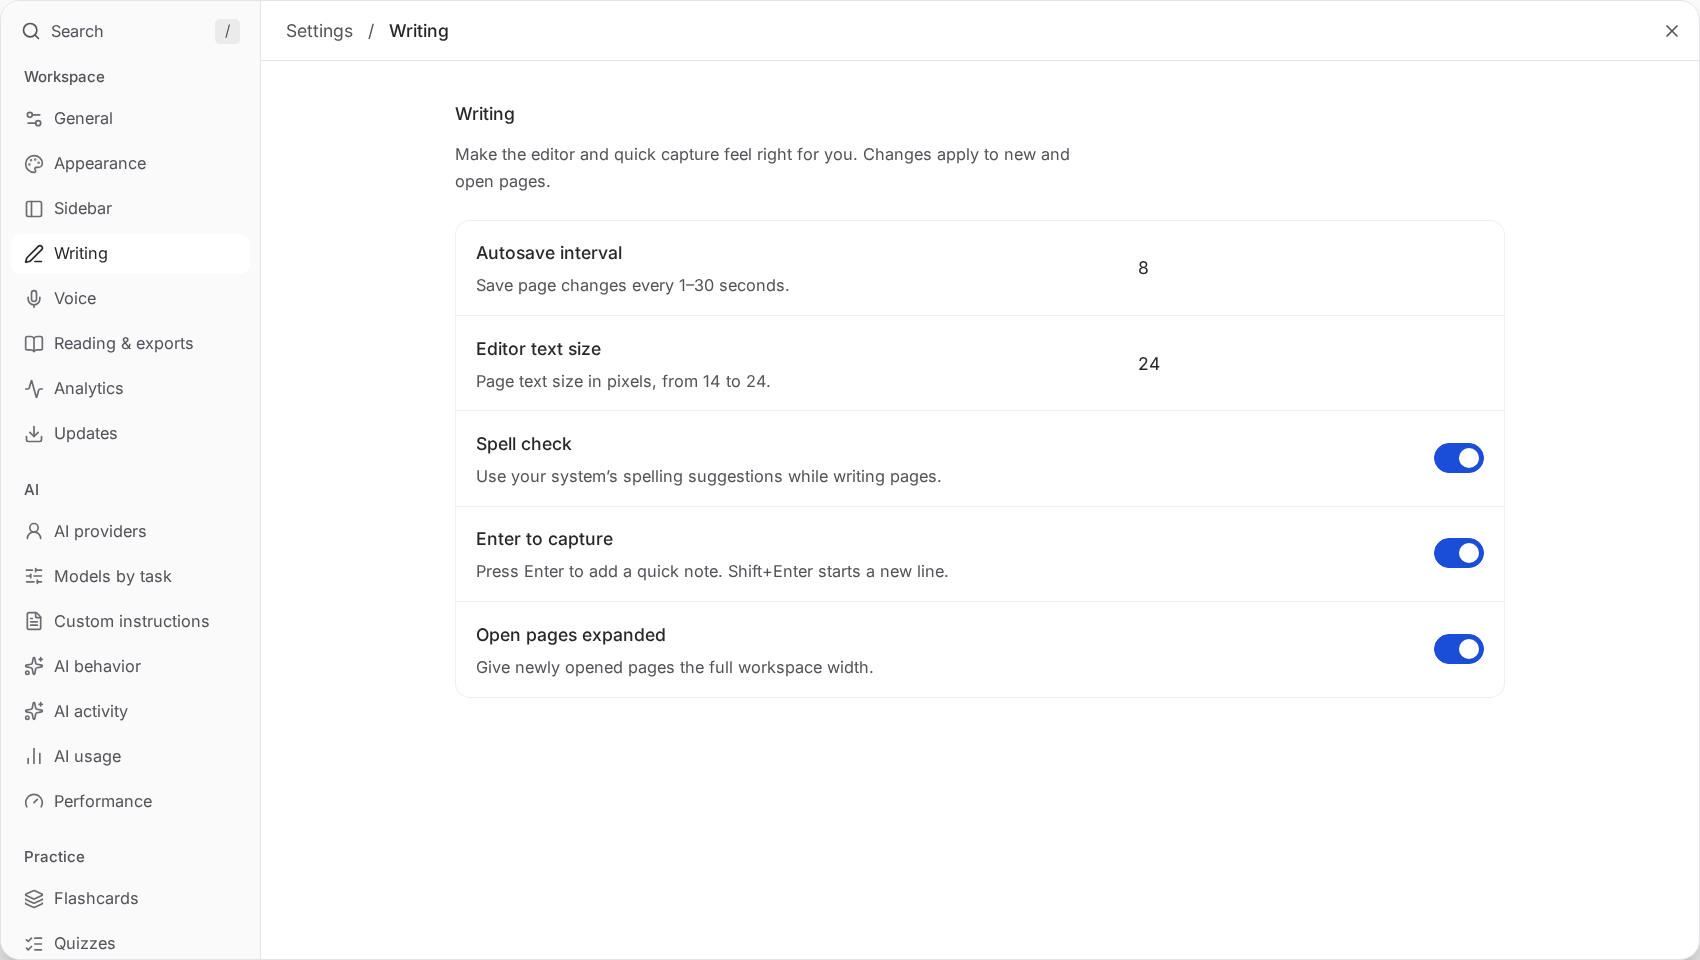 Search /
Workspace
General
Appearance
Sidebar
Writing
Voice
Reading & exports
Analytics
Updates
AI
AI providers
Models by task
Custom instructions
AI behavior
AI activity
AI usage
Performance
Practice
Flashcards
Quizzes
Settings / Writing
Writing
Make the editor and quick capture feel right for you. Changes apply to new and
open pages.
Autosave interval
Save page changes every 1–30 seconds.
8
Editor text size
Page text size in pixels, from 14 to 24.
24
Spell check
Use your system’s spelling suggestions while writing pages.
Enter to capture
Press Enter to add a quick note. Shift+Enter starts a new line.
Open pages expanded
Give newly opened pages the full workspace width.